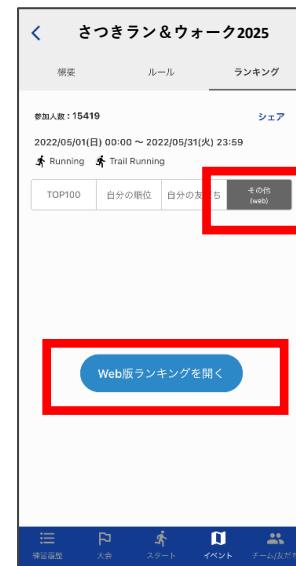 さつきラン＆ウォーク2025
概要 ルール ランキング
参加人数：15419 シェア
2022/05/01(日) 00:00 ～ 2022/05/31(火) 23:59
Running Trail Running
TOP100 自分の順位 自分の友だち その他
(web)
Web版ランキングを開く
練習履歴 大会 スタート イベント チーム/友だち